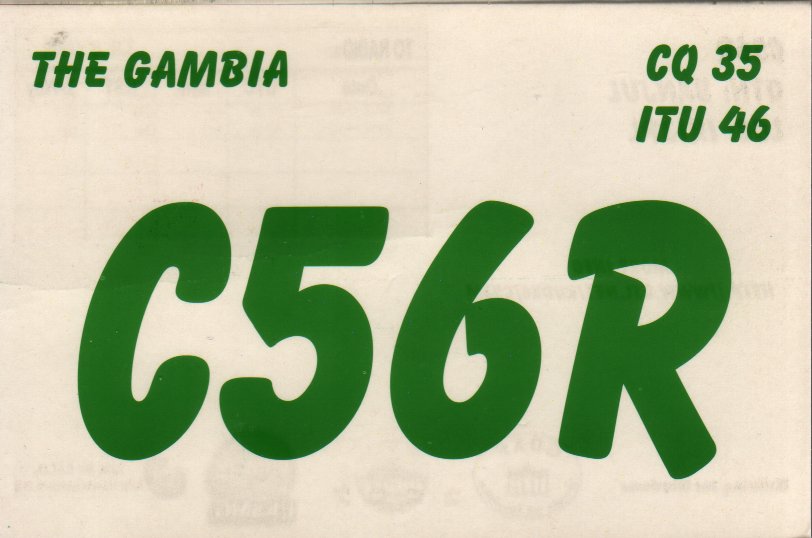 THE GAMBIA
CQ 35
ITU 46
C56R